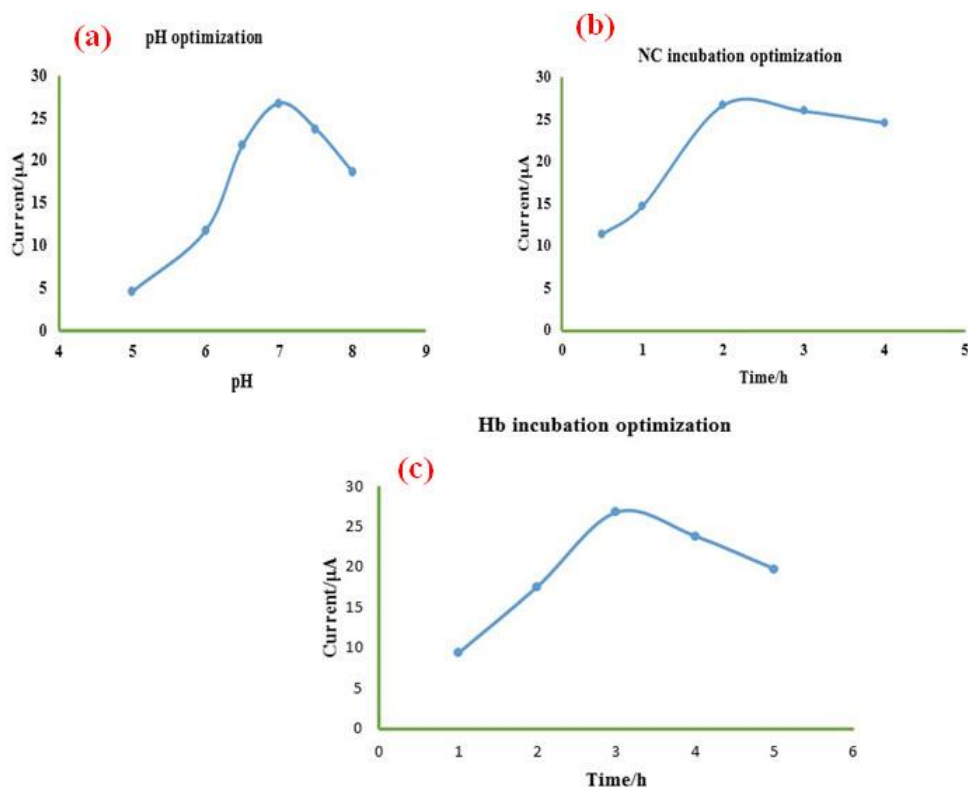 (a)
pH optimization
30
25
20
15
10
5
0
Current/µA
4 5 6 7 8 9
pH
(b)
NC incubation optimization
30
25
20
15
10
5
0
Current/µA
0 1 2 3 4 5
Time/h
Hb incubation optimization
(c)
30
25
20
15
10
5
0
Current/µA
0 1 2 3 4 5 6
Time/h